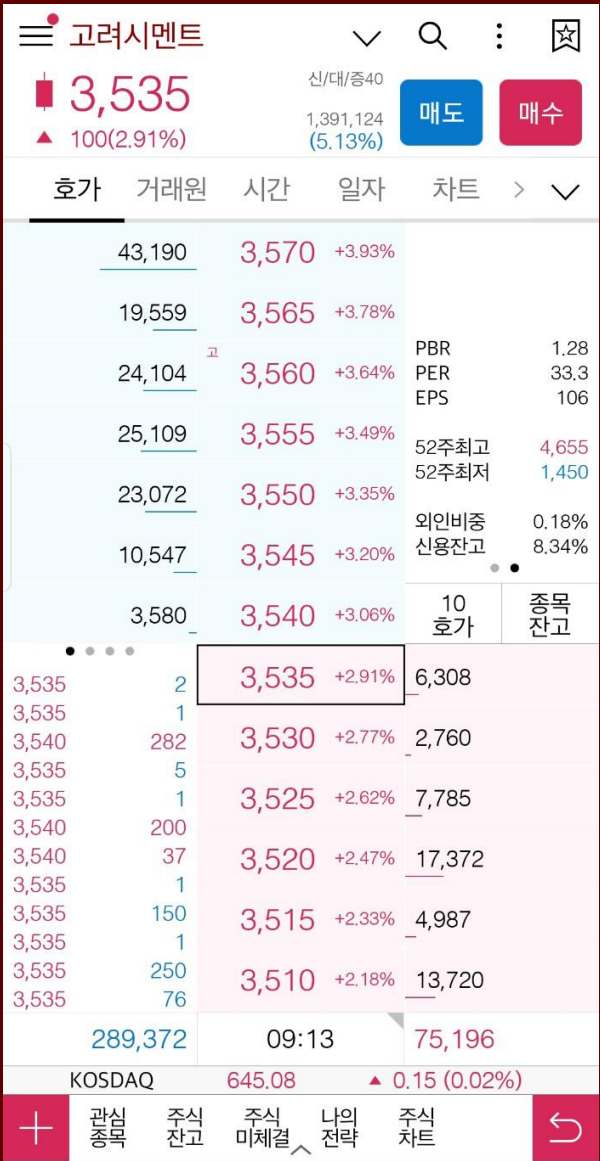 고려시멘트
3,535
▲ 100(2.91%)
신/대/증40
1,391,124
(5.13%)
매도
매수
호가 거래원 시간 일자 차트 >
43,190 3,570 +3.93%
19,559 3,565 +3.78%
고
24,104 3,560 +3.64%
25,109 3,555 +3.49%
23,072 3,550 +3.35%
10,547 3,545 +3.20%
3,580 3,540 +3.06%
PBR 1.28
PER 33.3
EPS 106
52주최고 4,655
52주최저 1,450
외인비중 0.18%
신용잔고 8.34%
10
호가
종목
잔고
3,535 +2.91% 6,308
3,530 +2.77% 2,760
3,525 +2.62% 7,785
3,520 +2.47% 17,372
3,515 +2.33% 4,987
3,510 +2.18% 13,720
3,535 2
3,535 1
3,540 282
3,535 5
3,535 1
3,540 200
3,540 37
3,535 1
3,535 150
3,535 1
3,535 250
3,535 76
289,372 09:13 75,196
KOSDAQ 645.08 ▲ 0.15 (0.02%)
관심
종목
주식
잔고
주식
미체결
나의
전략
주식
차트